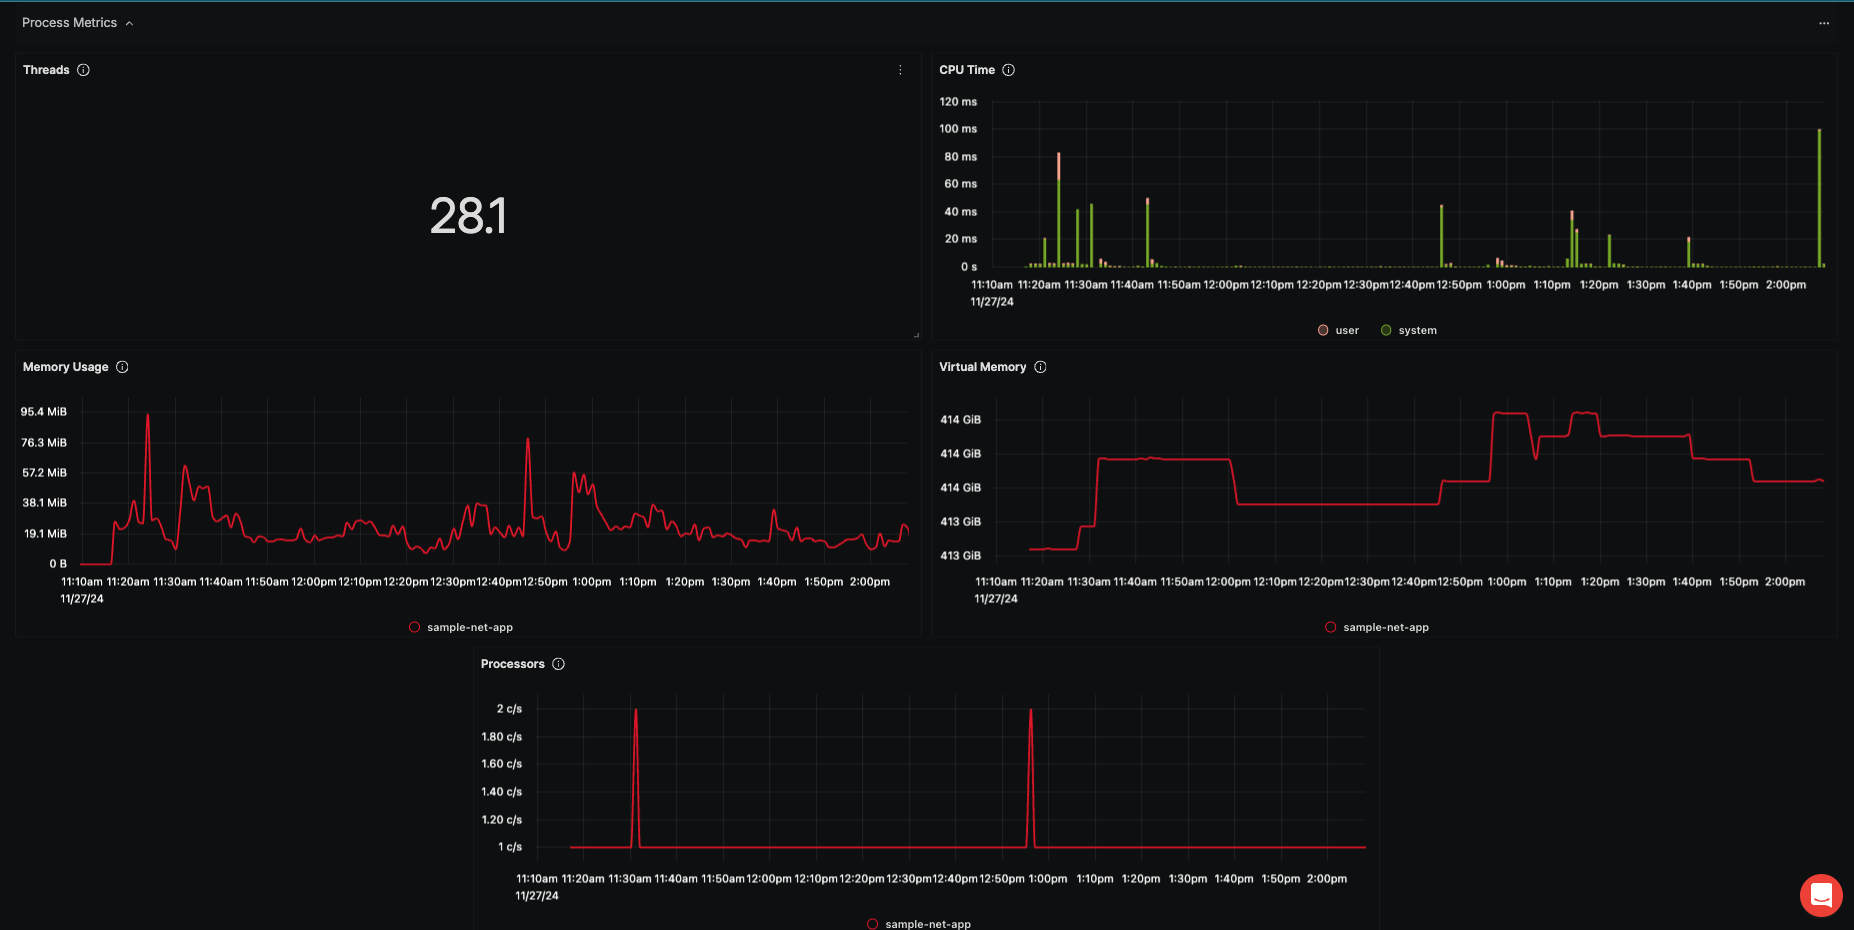 Process Metrics
Threads
28.1
CPU Time
120 ms
100 ms
80 ms
60 ms
40 ms
20 ms
0 s
11:10am 11:20am 11:30am 11:40am 11:50am 12:00pm 12:10pm 12:20pm 12:30pm 12:40pm 12:50pm 1:00pm 1:10pm 1:20pm 1:30pm 1:40pm 1:50pm 2:00pm
11/27/24
user system
Memory Usage
95.4 MiB
76.3 MiB
57.2 MiB
38.1 MiB
19.1 MiB
0 B
11:10am 11:20am 11:30am 11:40am 11:50am 12:00pm 12:10pm 12:20pm 12:30pm 12:40pm 12:50pm 1:00pm 1:10pm 1:20pm 1:30pm 1:40pm 1:50pm 2:00pm
11/27/24
sample-net-app
Virtual Memory
414 GiB
414 GiB
414 GiB
413 GiB
413 GiB
11:10am 11:20am 11:30am 11:40am 11:50am 12:00pm 12:10pm 12:20pm 12:30pm 12:40pm 12:50pm 1:00pm 1:10pm 1:20pm 1:30pm 1:40pm 1:50pm 2:00pm
11/27/24
sample-net-app
Processors
2 c/s
1.80 c/s
1.60 c/s
1.40 c/s
1.20 c/s
1 c/s
11:10am 11:20am 11:30am 11:40am 11:50am 12:00pm 12:10pm 12:20pm 12:30pm 12:40pm 12:50pm 1:00pm 1:10pm 1:20pm 1:30pm 1:40pm 1:50pm 2:00pm
11/27/24
sample-net-app